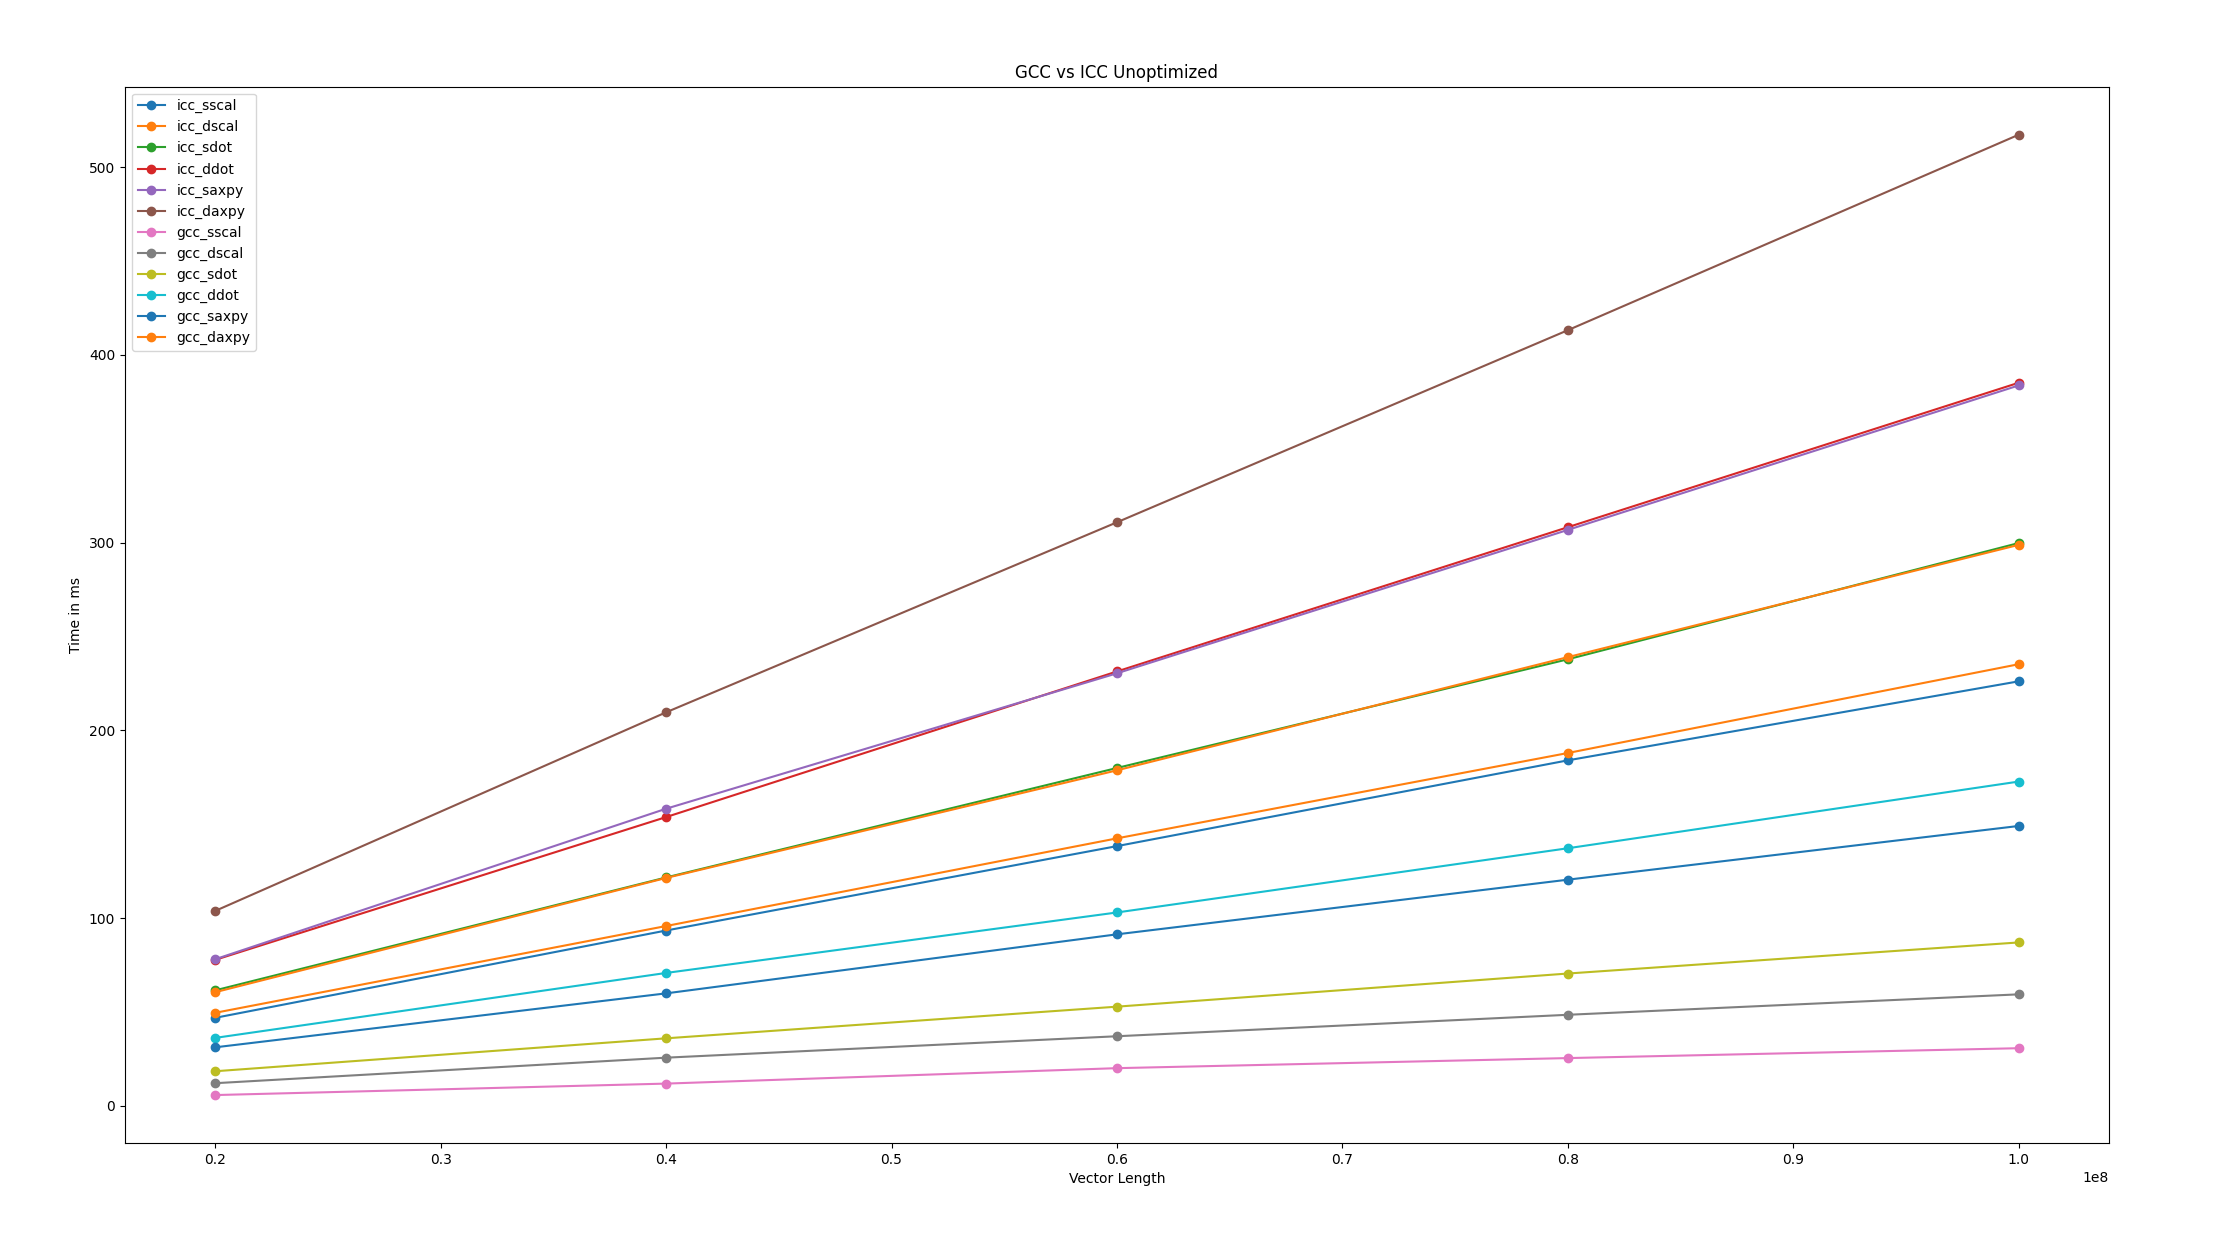 GCC vs ICC Unoptimized
icc_sscal
icc_dscal
icc_sdot
icc_ddot
icc_saxpy
icc_daxpy
gcc_sscal
gcc_dscal
gcc_sdot
gcc_ddot
gcc_saxpy
gcc_daxpy
500
400
300
200
100
0
Time in ms
0.2 0.3 0.4 0.5 0.6 0.7 0.8 0.9 1.0
Vector Length
1e8